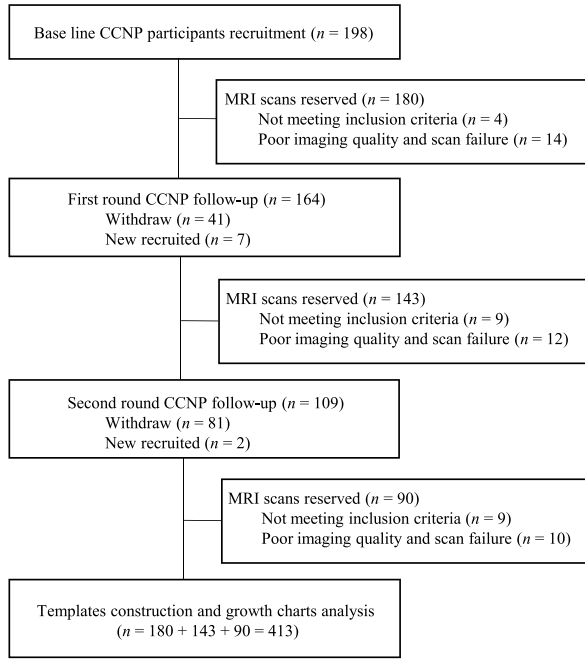 Base line CCNP participants recruitment (n = 198)
MRI scans reserved (n = 180)
Not meeting inclusion criteria (n = 4)
Poor imaging quality and scan failure (n = 14)
First round CCNP follow-up (n = 164)
Withdraw (n = 41)
New recruited (n = 7)
MRI scans reserved (n = 143)
Not meeting inclusion criteria (n = 9)
Poor imaging quality and scan failure (n = 12)
Second round CCNP follow-up (n = 109)
Withdraw (n = 81)
New recruited (n = 2)
MRI scans reserved (n = 90)
Not meeting inclusion criteria (n = 9)
Poor imaging quality and scan failure (n = 10)
Templates construction and growth charts analysis
(n = 180 + 143 + 90 = 413)